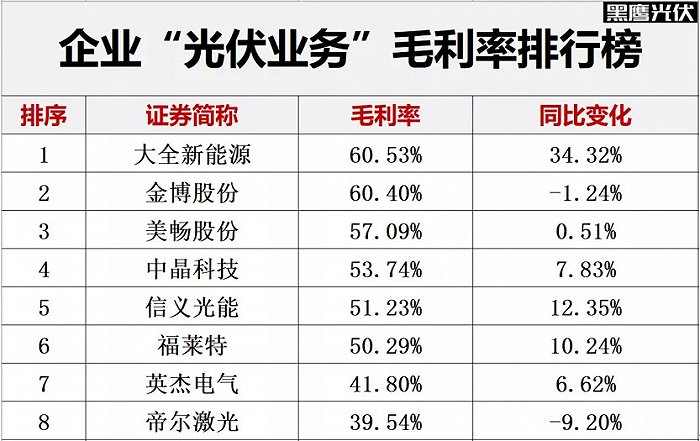 黑鹰光伏
企业“光伏业务”毛利率排行榜
排序 证券简称 毛利率 同比变化
1 大全新能源 60.53% 34.32%
2 金博股份 60.40% -1.24%
3 美畅股份 57.09% 0.51%
4 中晶科技 53.74% 7.83%
5 信义光能 51.23% 12.35%
6 福莱特 50.29% 10.24%
7 英杰电气 41.80% 6.62%
8 帝尔激光 39.54% -9.20%